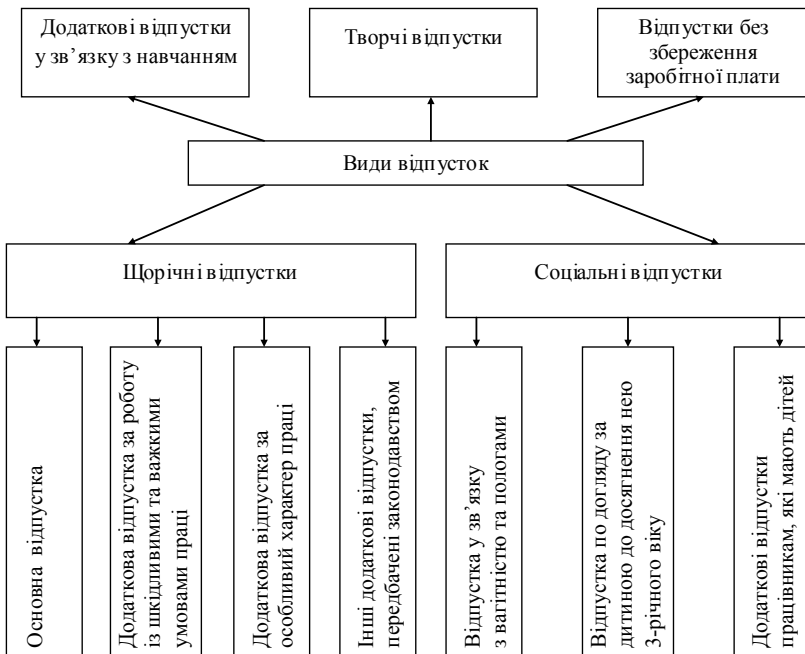 Додаткові відпустки
у зв’язку з навчанням
Творчі відпустки
Відпустки без
збереження
заробітної плати
Види відпусток
Щорічні відпустки
Соціальні відпустки
Основна відпустка
Додаткова відпустка за роботу
із шкідливими та важкими
умовами праці
Додаткова відпустка за
особливий характер праці
Інші додаткові відпустки,
передбачені законодавством
Відпустка у зв’язку
з вагітністю та пологами
Відпустка по догляду за
дитиною до досягнення нею
3-річного віку
Додаткові відпустки
працівникам, які мають дітей